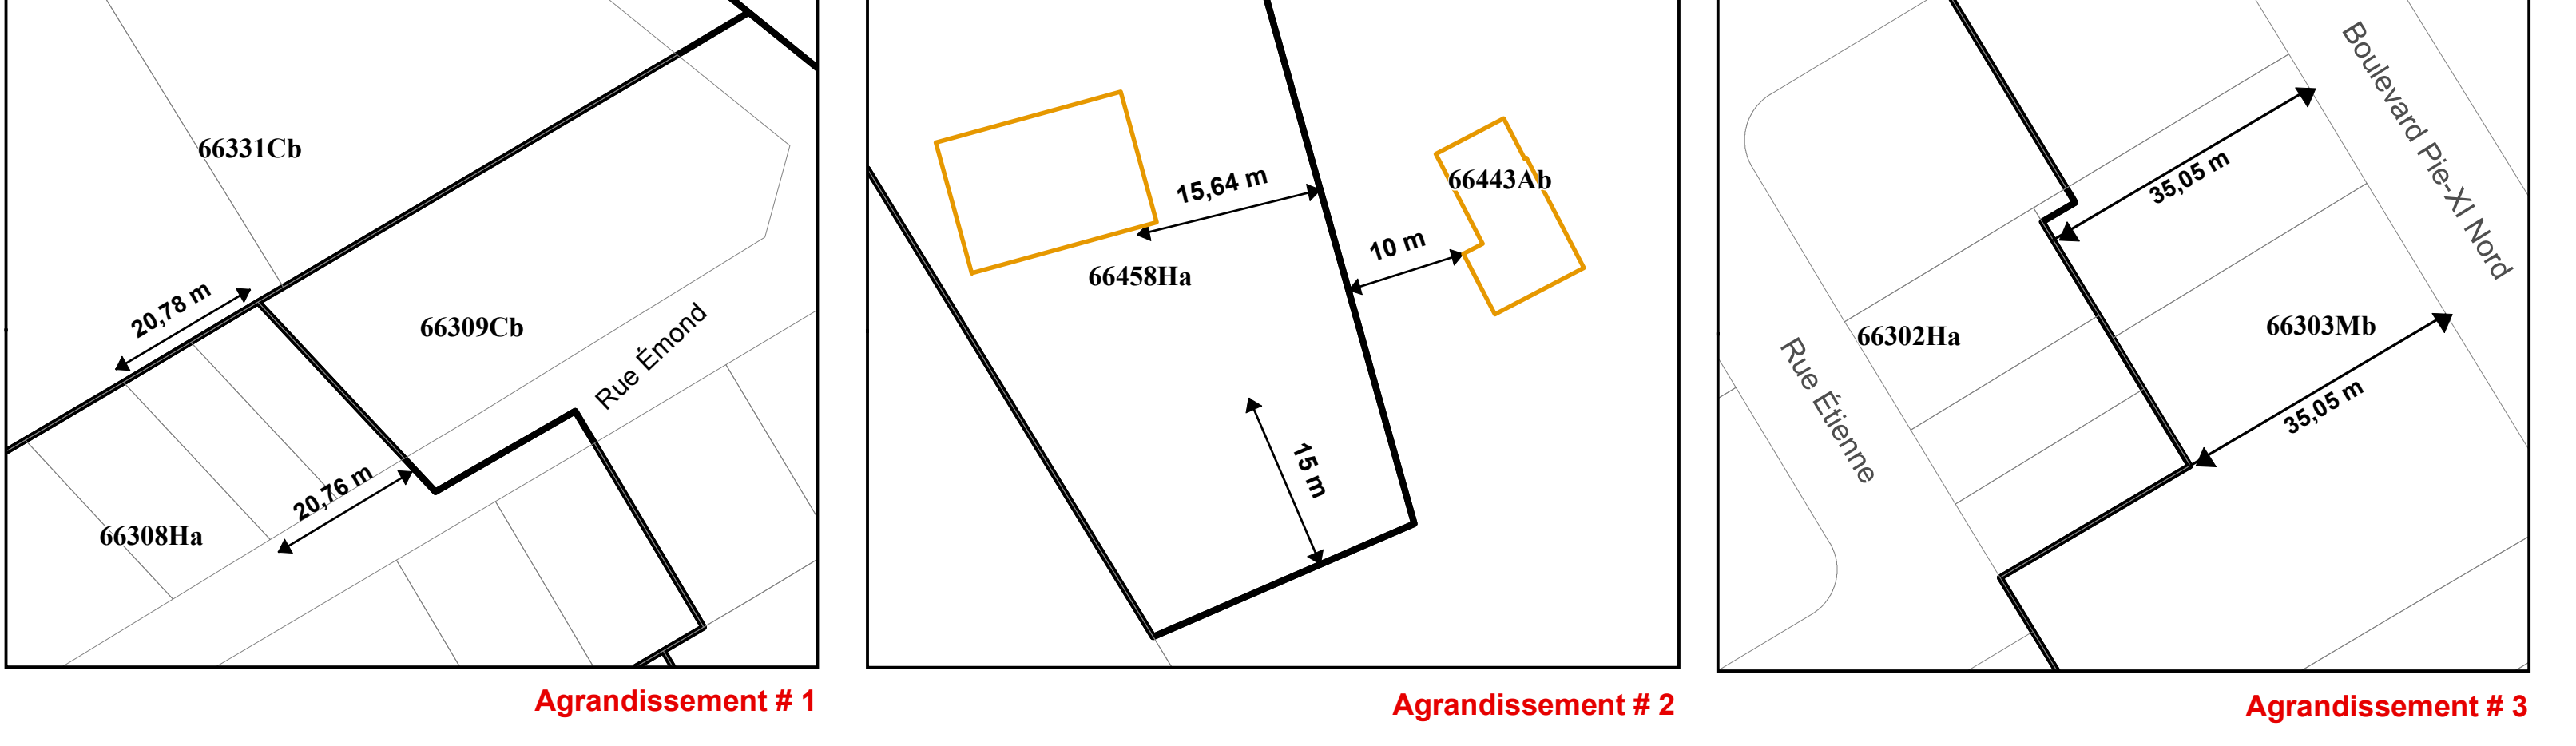 66331Cb
20,78 m
66309Cb
Rue Émond
20,76 m
66308Ha
Agrandissement # 1
15,64 m
66443Ab
10 m
66458Ha
15 m
Agrandissement # 2
Boulevard Pie-XI Nord
35,05 m
66302Ha
66303Mb
Rue Étienne
35,05 m
Agrandissement # 3